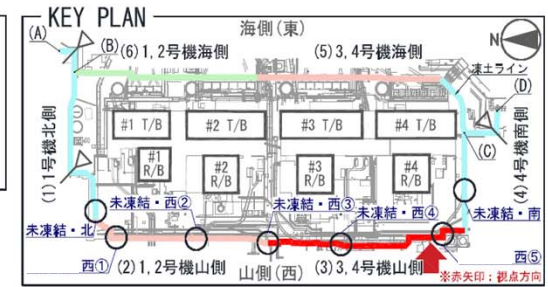 KEY PLAN
海側(東)
N
(A)
(B)
(6)1,2号機海側
(5)3,4号機海側
凍土ライン
(D)
#1 T/B
#2 T/B
#3 T/B
#4 T/B
(1)1号機北側
#1
R/B
#2
R/B
#3
R/B
#4
R/B
(C)
(4)4号機南側
未凍結・北
未凍結・西②
未凍結・西③
未凍結・西④
未凍結・南
西①
(2)1,2号機山側
山側(西)
(3)3,4号機山側
西⑤
※赤矢印：視点方向